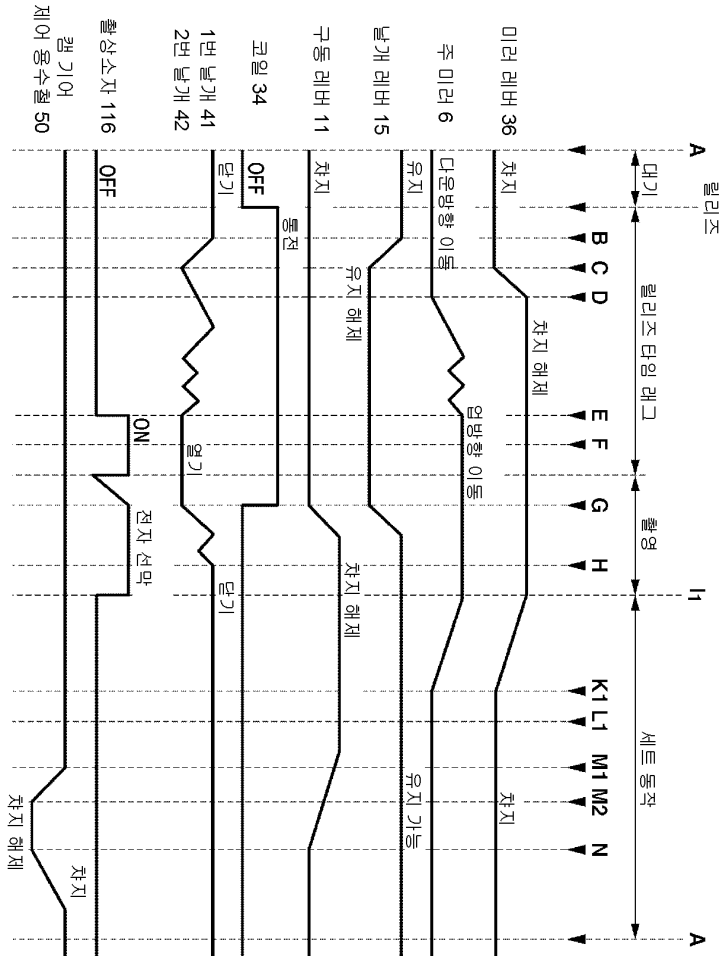 릴리즈
A
대기
릴리즈 타임 래그
촬영
I1
세트 동작
A
B
C
D
E
F
G
H
K1
L1
M1
M2
N
미러 레버 36
차지
차지 해제
차지
주 미러 6
다운방향 이동
업방향 이동
날개 레버 15
유지
유지 해제
유지 가능
구동 레버 11
차지
차지 해제
코일 34
OFF
통전
1번 날개 41
2번 날개 42
닫기
열기
닫기
촬상소자 116
OFF
ON
전자 선막
캠 기어
제어 용수철 50
차지 해제
차지